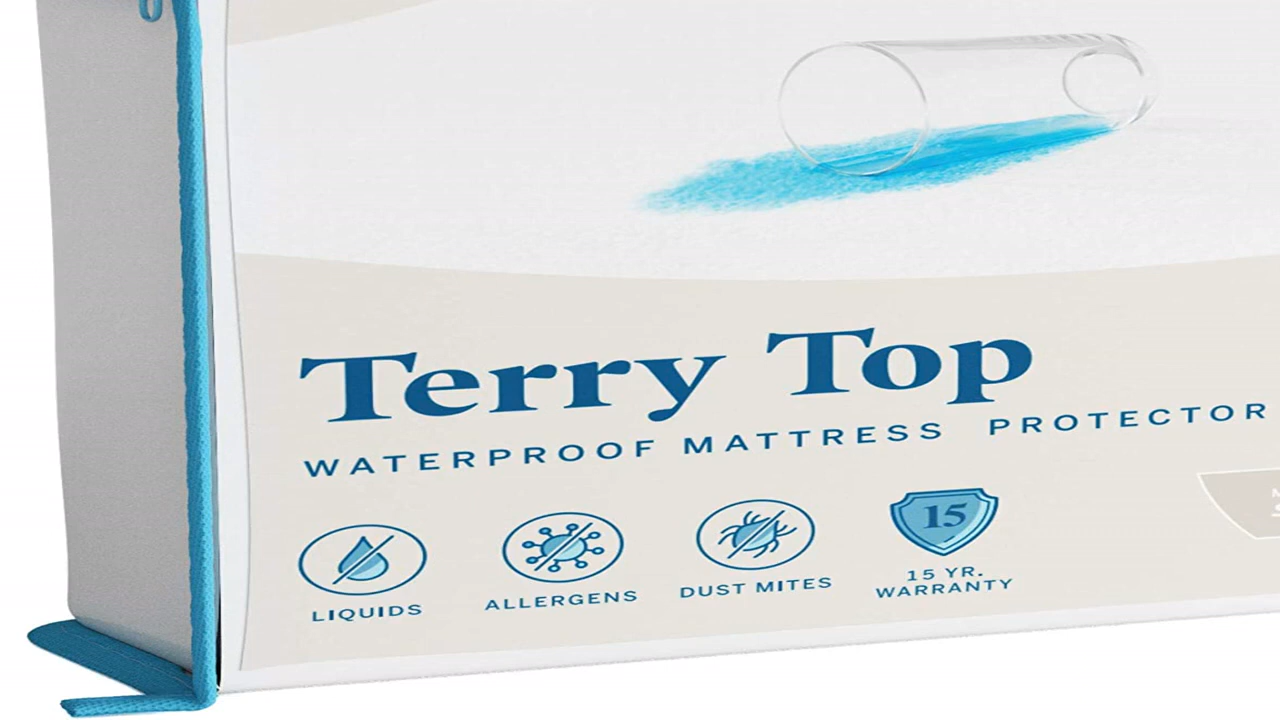 Terry Top
WATERPROOF MATTRESS PROTECTOR
15
LIQUIDS
ALLERGENS
DUST MITES
15 YR.
WARRANTY